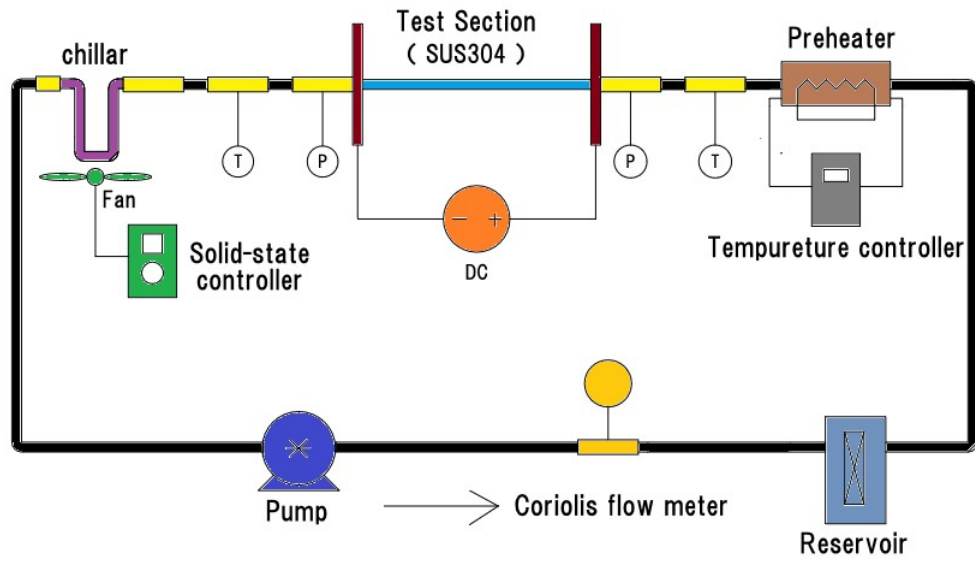 Test Section
( SUS304 )
Preheater
chillar
T
P
P
T
Fan
− +
DC
Solid-state
controller
Tempureture controller
Pump
Coriolis flow meter
Reservoir